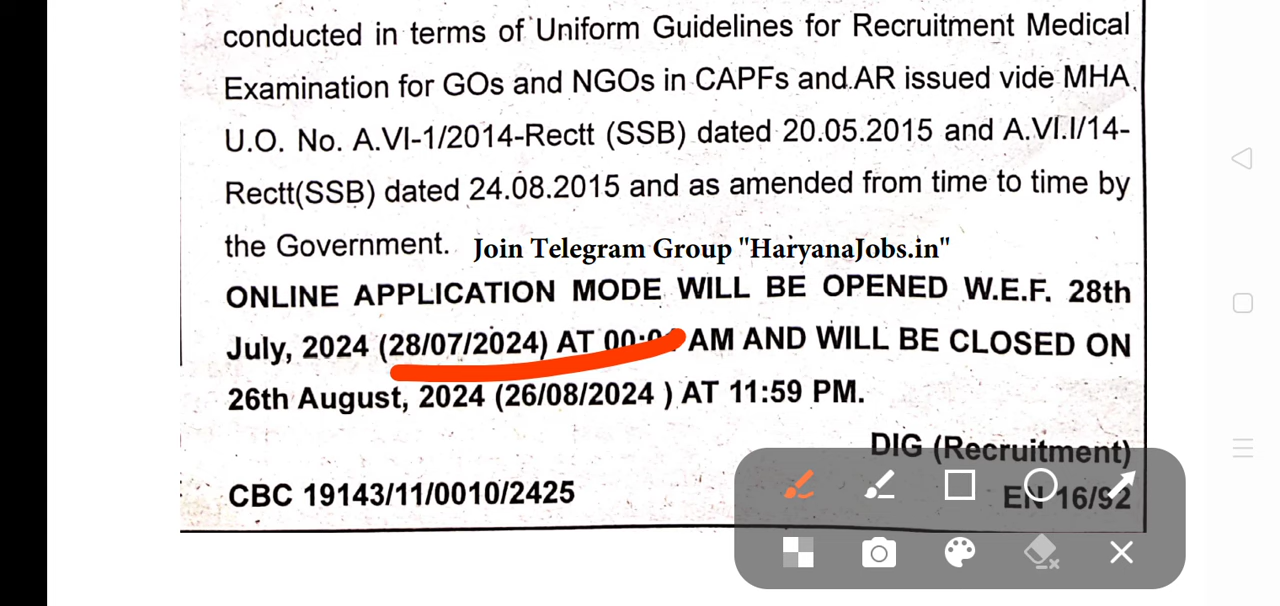 conducted in terms of Uniform Guidelines for Recruitment Medical
Examination for GOs and NGOs in CAPFs and AR issued vide MHA
U.O. No. A.VI-1/2014-Rectt (SSB) dated 20.05.2015 and A.VI.I/14-
Rectt(SSB) dated 24.08.2015 and as amended from time to time by
the Government. Join Telegram Group "HaryanaJobs.in"
ONLINE APPLICATION MODE WILL BE OPENED W.E.F. 28th
July, 2024 (28/07/2024) AT AM AND WILL BE CLOSED ON
26th August, 2024 (26/08/2024 ) AT 11:59 PM.
DIG (Recruitment)
CBC 19143/11/0010/2425 EN 16/92